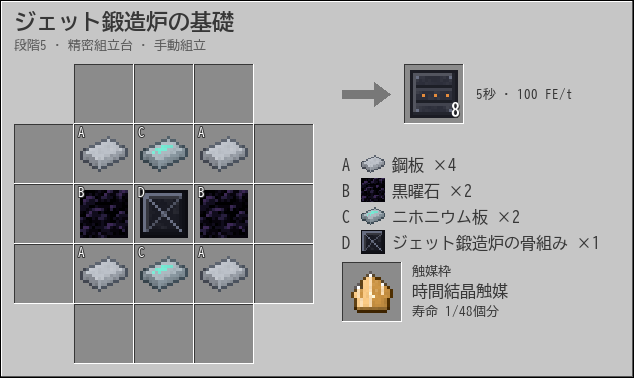 ジェット鍛造炉の基礎
段階5 · 精密組立台 · 手動組立
A C A
B D B
A C A
8
5秒 · 100 FE/t
A 鋼板 ×4
B 黒曜石 ×2
C ニホニウム板 ×2
D ジェット鍛造炉の骨組み ×1
触媒枠
時間結晶触媒
寿命 1/48個分